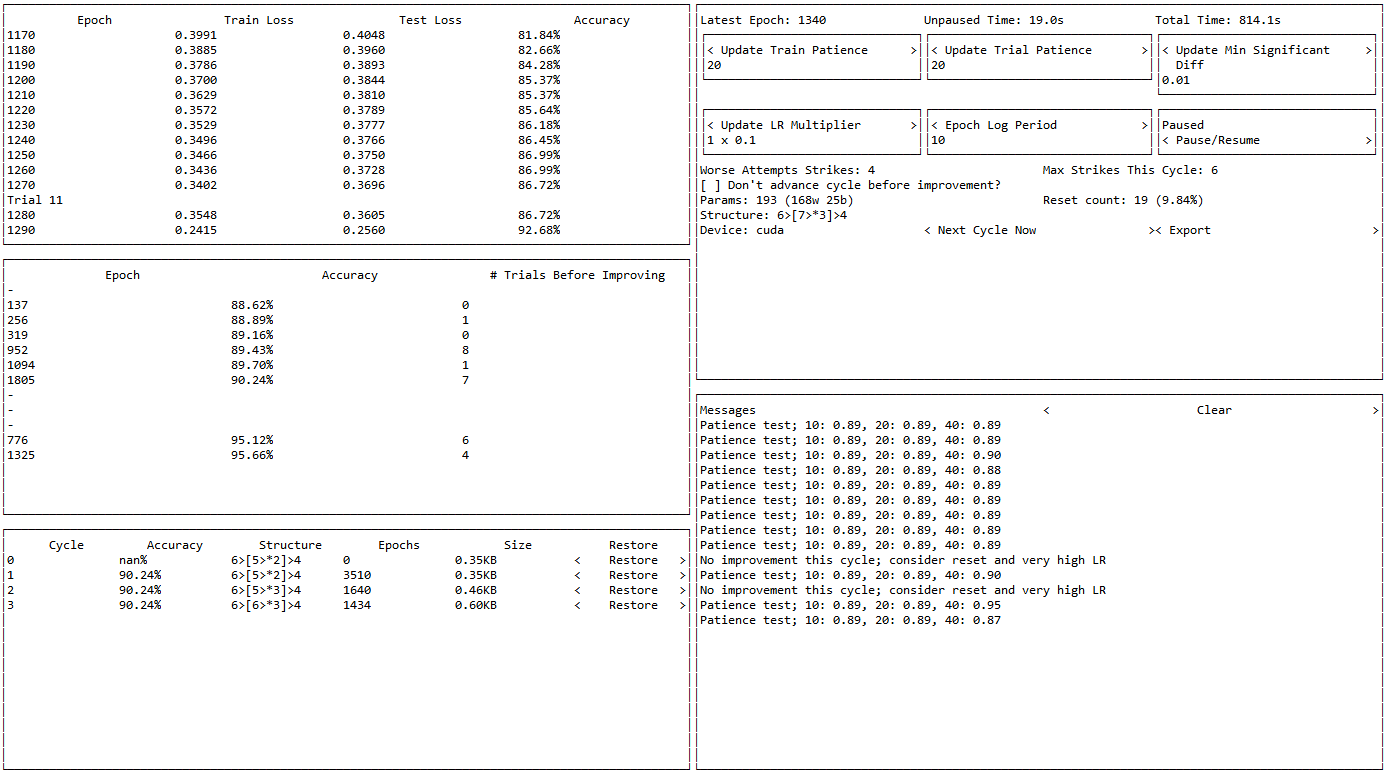 Epoch Train Loss Test Loss Accuracy
1170 0.3991 0.4048 81.84%
1180 0.3885 0.3960 82.66%
1190 0.3786 0.3893 84.28%
1200 0.3700 0.3844 85.37%
1210 0.3629 0.3810 85.37%
1220 0.3572 0.3789 85.64%
1230 0.3529 0.3777 86.18%
1240 0.3496 0.3766 86.45%
1250 0.3466 0.3750 86.99%
1260 0.3436 0.3728 86.99%
1270 0.3402 0.3696 86.72%
Trial 11
1280 0.3548 0.3605 86.72%
1290 0.2415 0.2560 92.68%
Epoch Accuracy # Trials Before Improving
-
137 88.62% 0
256 88.89% 1
319 89.16% 0
952 89.43% 8
1094 89.70% 1
1805 90.24% 7
-
-
-
776 95.12% 6
1325 95.66% 4
Cycle Accuracy Structure Epochs Size Restore
0 nan% 6>[5>*2]>4 0 0.35KB < Restore >
1 90.24% 6>[5>*2]>4 3510 0.35KB < Restore >
2 90.24% 6>[5>*3]>4 1640 0.46KB < Restore >
3 90.24% 6>[6>*3]>4 1434 0.60KB < Restore >
Latest Epoch: 1340 Unpaused Time: 19.0s Total Time: 814.1s
< Update Train Patience >
20
< Update Trial Patience >
20
< Update Min Significant >
Diff
0.01
< Update LR Multiplier >
1 x 0.1
< Epoch Log Period >
10
Paused
< Pause/Resume >
Worse Attempts Strikes: 4 Max Strikes This Cycle: 6
[ ] Don't advance cycle before improvement?
Params: 193 (168w 25b) Reset count: 19 (9.84%)
Structure: 6>[7>*3]>4
Device: cuda < Next Cycle Now >< Export >
Messages < Clear >
Patience test; 10: 0.89, 20: 0.89, 40: 0.89
Patience test; 10: 0.89, 20: 0.89, 40: 0.89
Patience test; 10: 0.89, 20: 0.89, 40: 0.90
Patience test; 10: 0.89, 20: 0.89, 40: 0.88
Patience test; 10: 0.89, 20: 0.89, 40: 0.89
Patience test; 10: 0.89, 20: 0.89, 40: 0.89
Patience test; 10: 0.89, 20: 0.89, 40: 0.89
Patience test; 10: 0.89, 20: 0.89, 40: 0.89
Patience test; 10: 0.89, 20: 0.89, 40: 0.89
No improvement this cycle; consider reset and very high LR
Patience test; 10: 0.89, 20: 0.89, 40: 0.90
No improvement this cycle; consider reset and very high LR
Patience test; 10: 0.89, 20: 0.89, 40: 0.95
Patience test; 10: 0.89, 20: 0.89, 40: 0.87